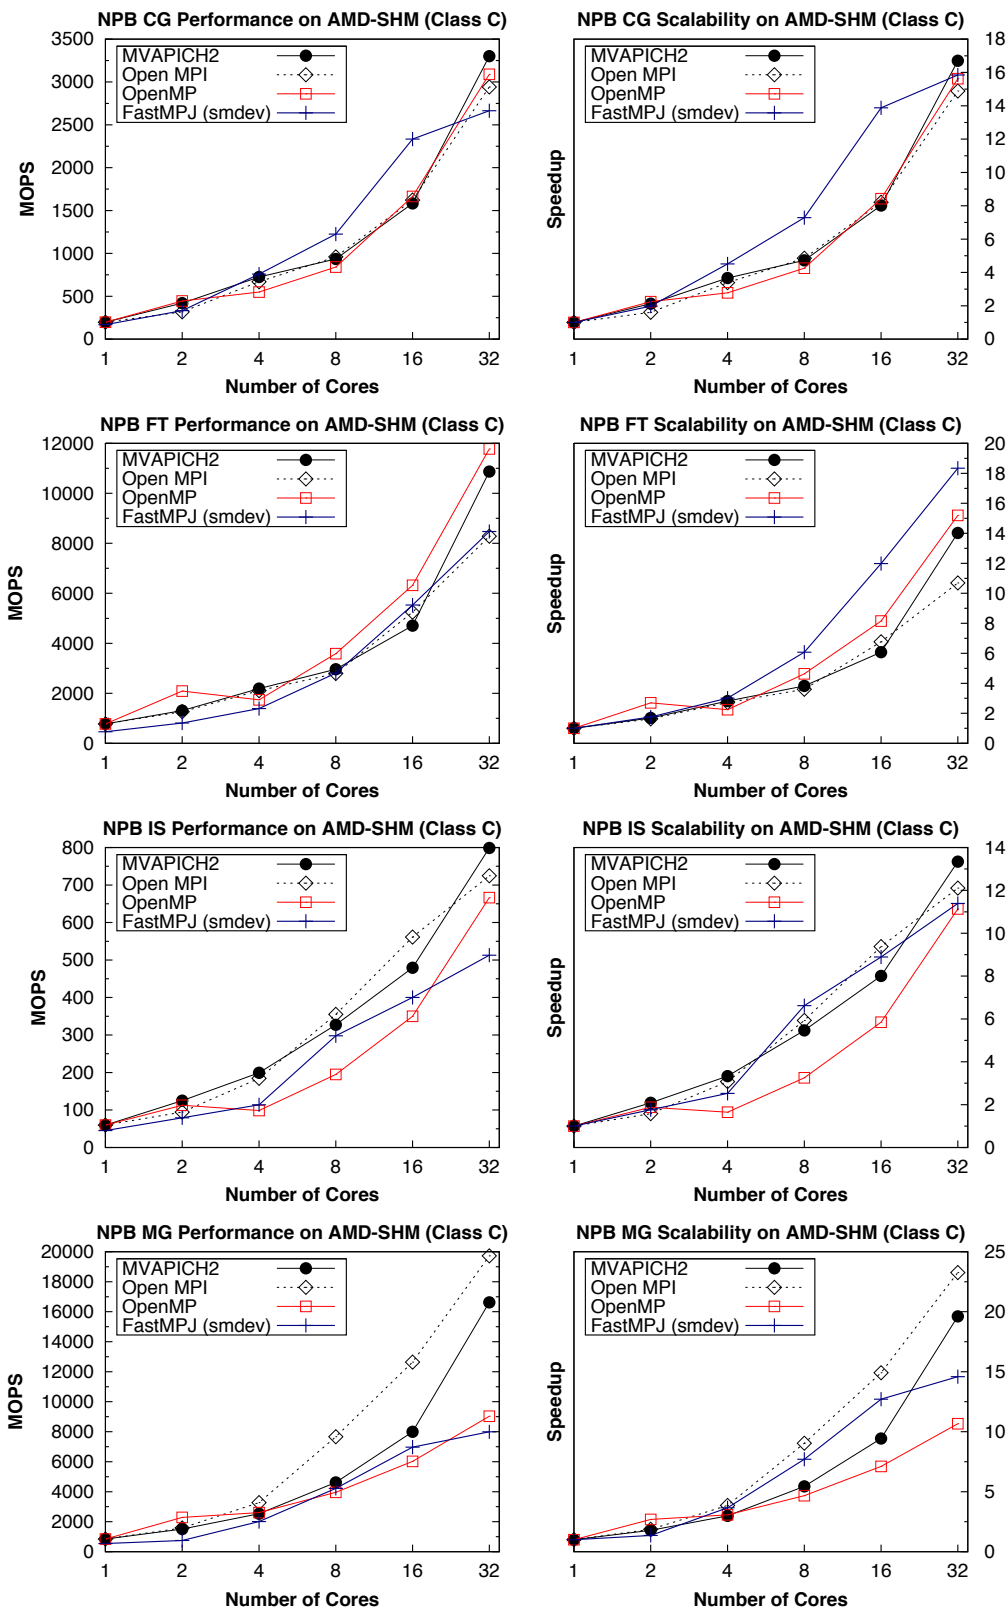 NPB CG Performance on AMD-SHM (Class C)
3500
3000
2500
2000
1500
1000
500
0
MOPS
MVAPICH2
Open MPI
OpenMP
FastMPJ (smdev)
1 2 4 8 16 32
Number of Cores
NPB CG Scalability on AMD-SHM (Class C)
MVAPICH2
Open MPI
OpenMP
FastMPJ (smdev)
Speedup
18
16
14
12
10
8
6
4
2
0
1 2 4 8 16 32
Number of Cores
NPB FT Performance on AMD-SHM (Class C)
12000
10000
8000
6000
4000
2000
0
MOPS
MVAPICH2
Open MPI
OpenMP
FastMPJ (smdev)
1 2 4 8 16 32
Number of Cores
NPB FT Scalability on AMD-SHM (Class C)
MVAPICH2
Open MPI
OpenMP
FastMPJ (smdev)
Speedup
20
18
16
14
12
10
8
6
4
2
0
1 2 4 8 16 32
Number of Cores
NPB IS Performance on AMD-SHM (Class C)
800
700
600
500
400
300
200
100
0
MOPS
MVAPICH2
Open MPI
OpenMP
FastMPJ (smdev)
1 2 4 8 16 32
Number of Cores
NPB IS Scalability on AMD-SHM (Class C)
MVAPICH2
Open MPI
OpenMP
FastMPJ (smdev)
Speedup
14
12
10
8
6
4
2
0
1 2 4 8 16 32
Number of Cores
NPB MG Performance on AMD-SHM (Class C)
20000
18000
16000
14000
12000
10000
8000
6000
4000
2000
0
MOPS
MVAPICH2
Open MPI
OpenMP
FastMPJ (smdev)
1 2 4 8 16 32
Number of Cores
NPB MG Scalability on AMD-SHM (Class C)
MVAPICH2
Open MPI
OpenMP
FastMPJ (smdev)
Speedup
25
20
15
10
5
0
1 2 4 8 16 32
Number of Cores